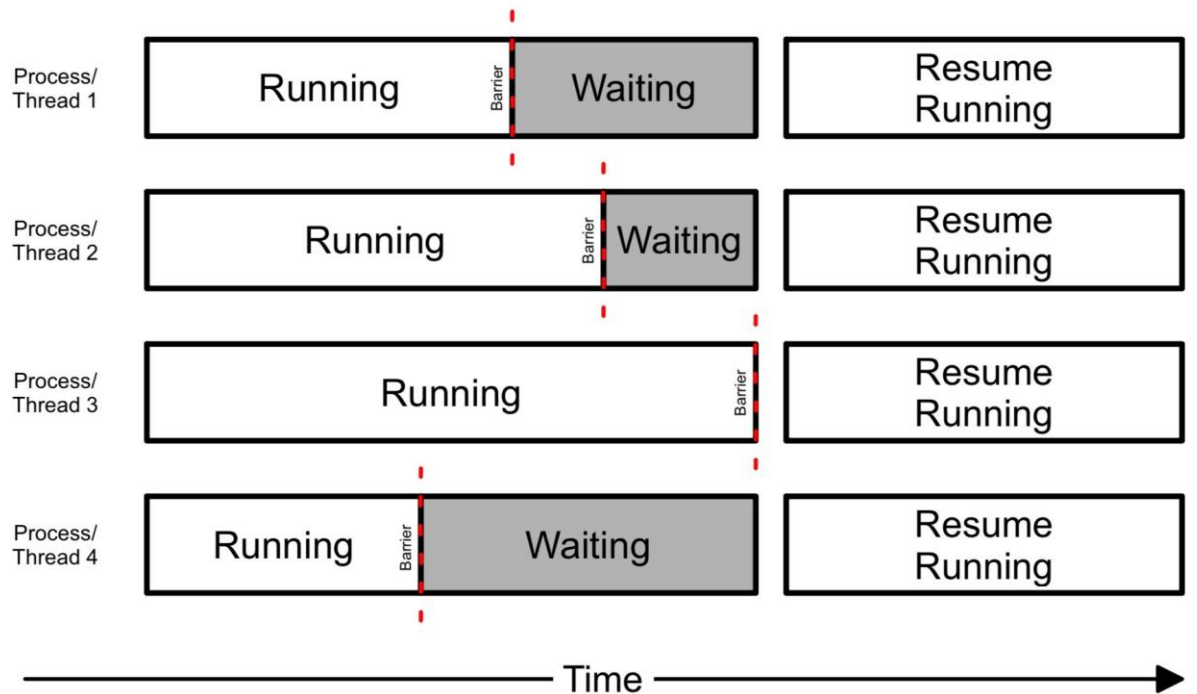 Process/
Thread 1
Running
Barrier
Waiting
Resume
Running
Process/
Thread 2
Running
Barrier
Waiting
Resume
Running
Process/
Thread 3
Running
Barrier
Resume
Running
Process/
Thread 4
Running
Barrier
Waiting
Resume
Running
Time